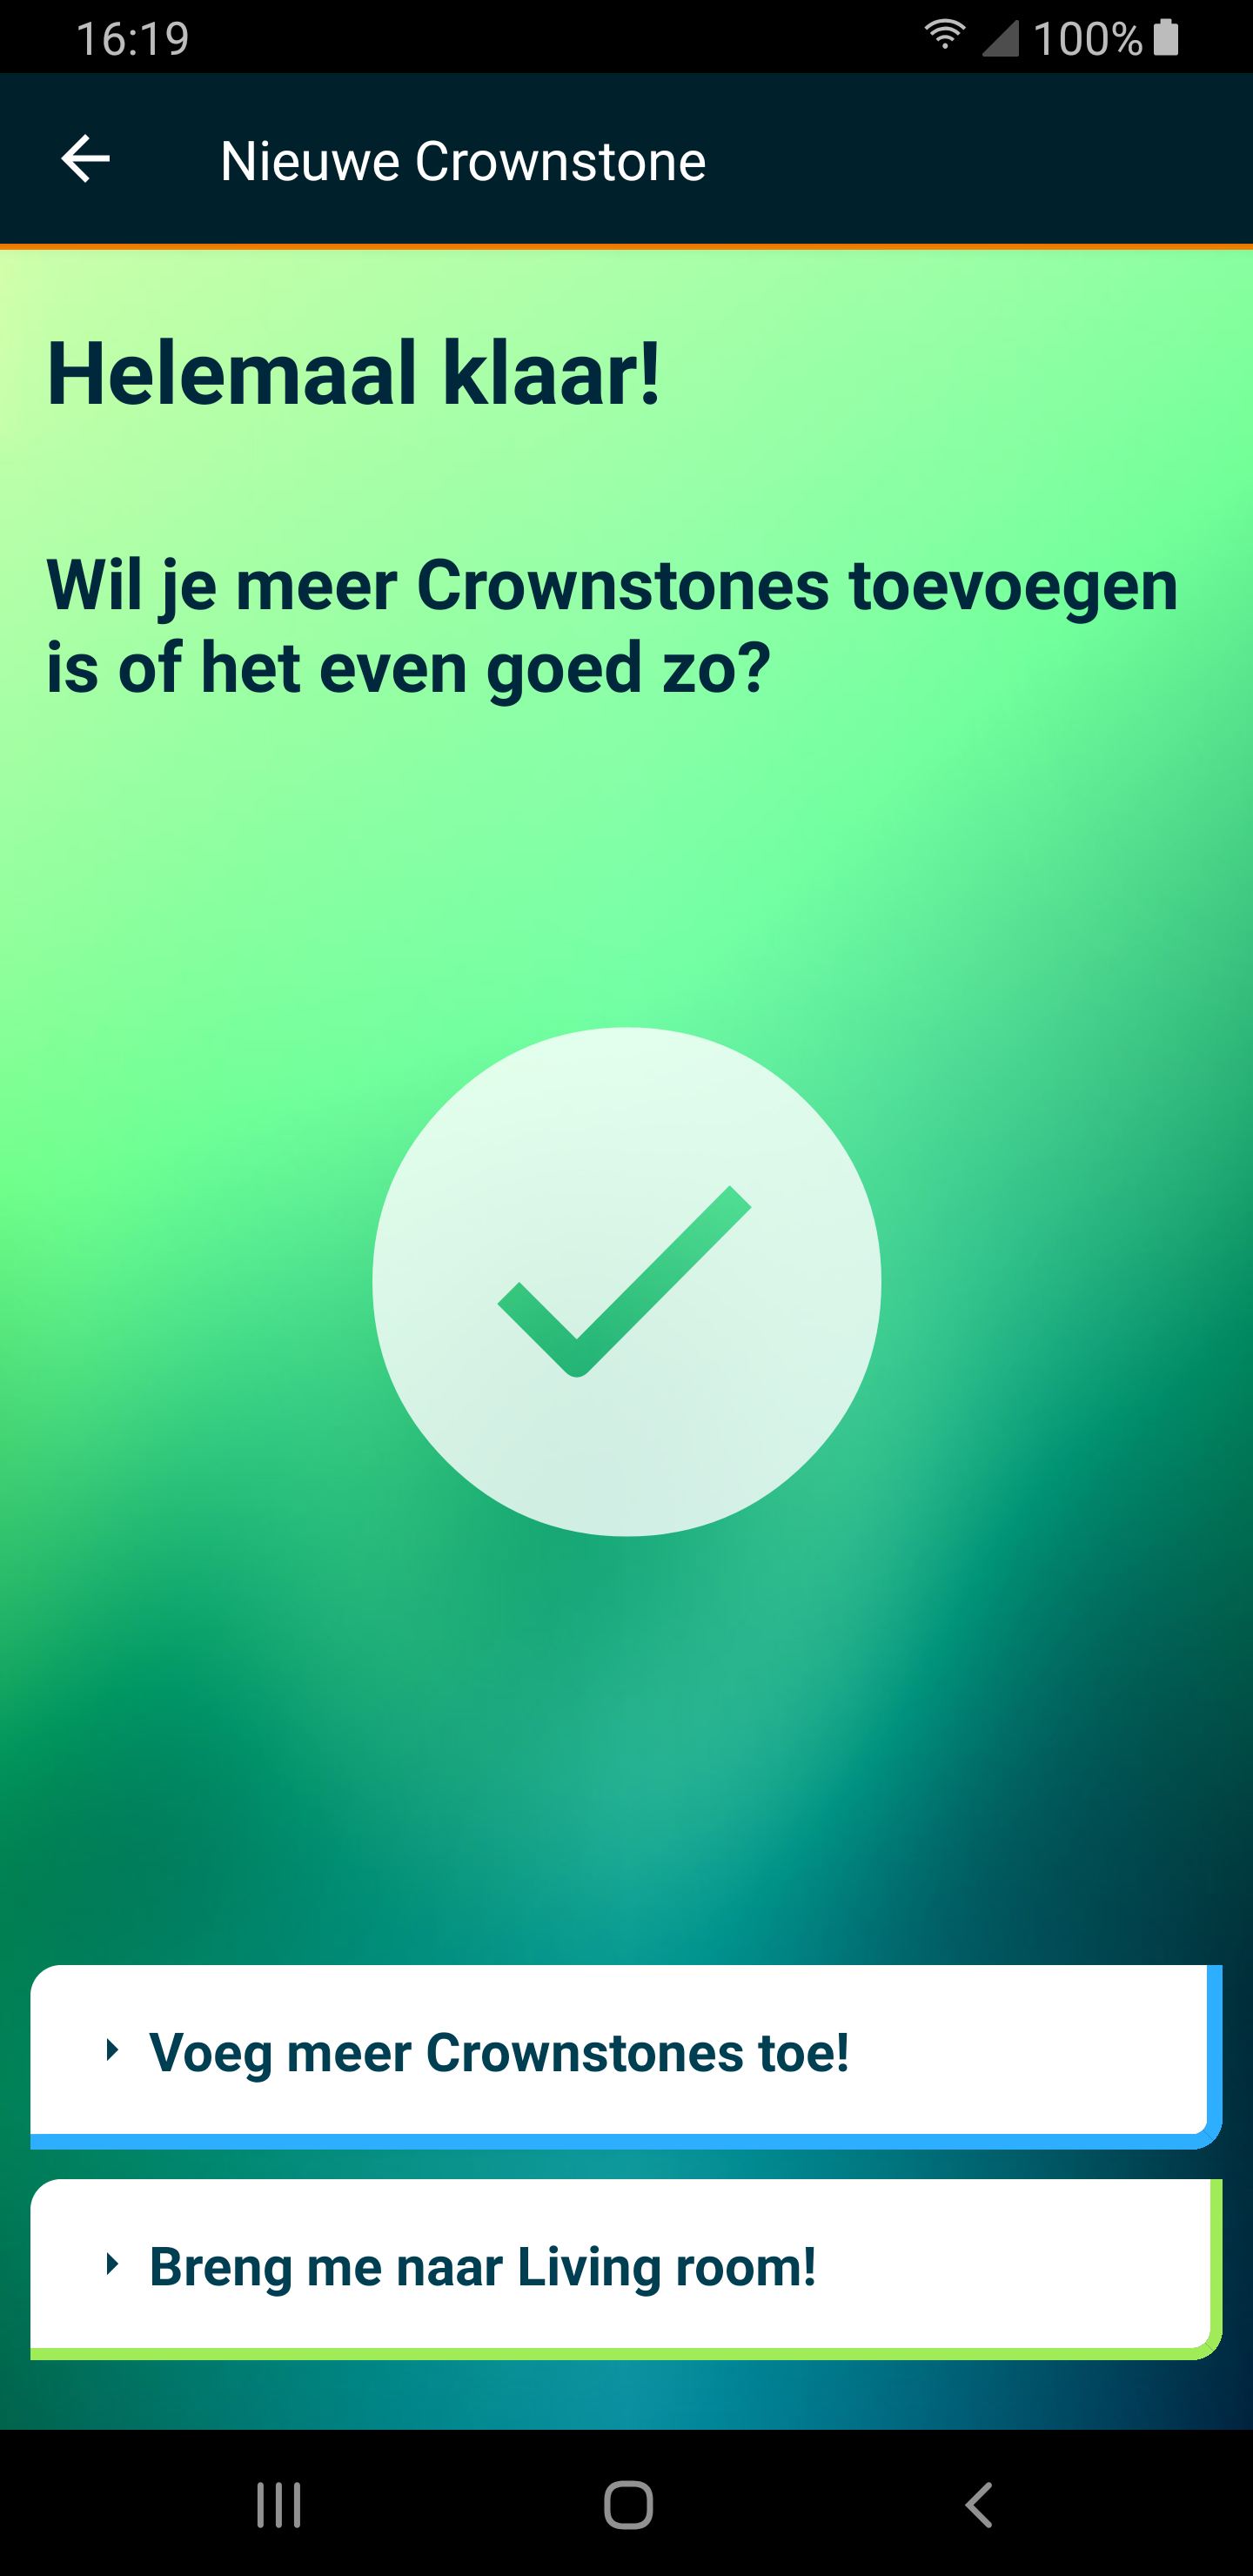 16:19
100%
Nieuwe Crownstone
Helemaal klaar!
Wil je meer Crownstones toevoegen
is of het even goed zo?
Voeg meer Crownstones toe!
Breng me naar Living room!